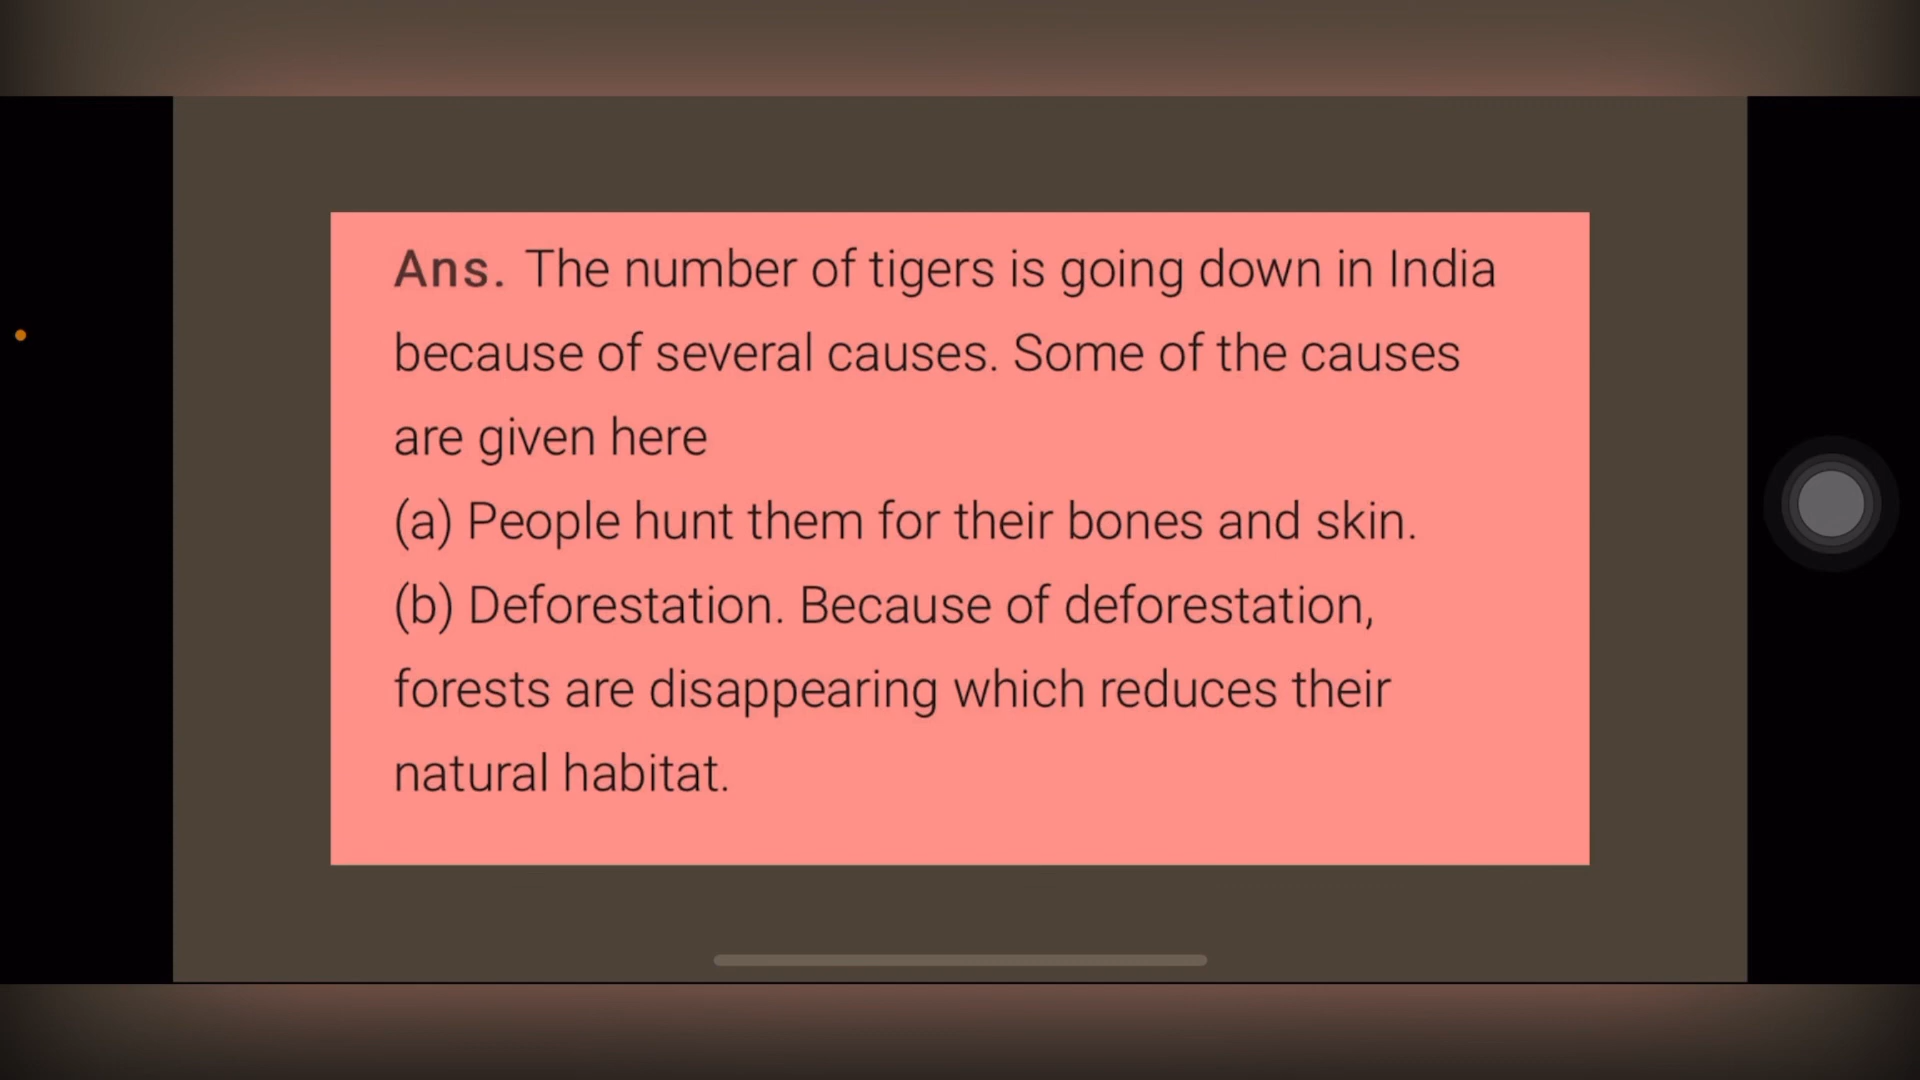 Ans. The number of tigers is going down in India
because of several causes. Some of the causes
are given here
(a) People hunt them for their bones and skin.
(b) Deforestation. Because of deforestation,
forests are disappearing which reduces their
natural habitat.